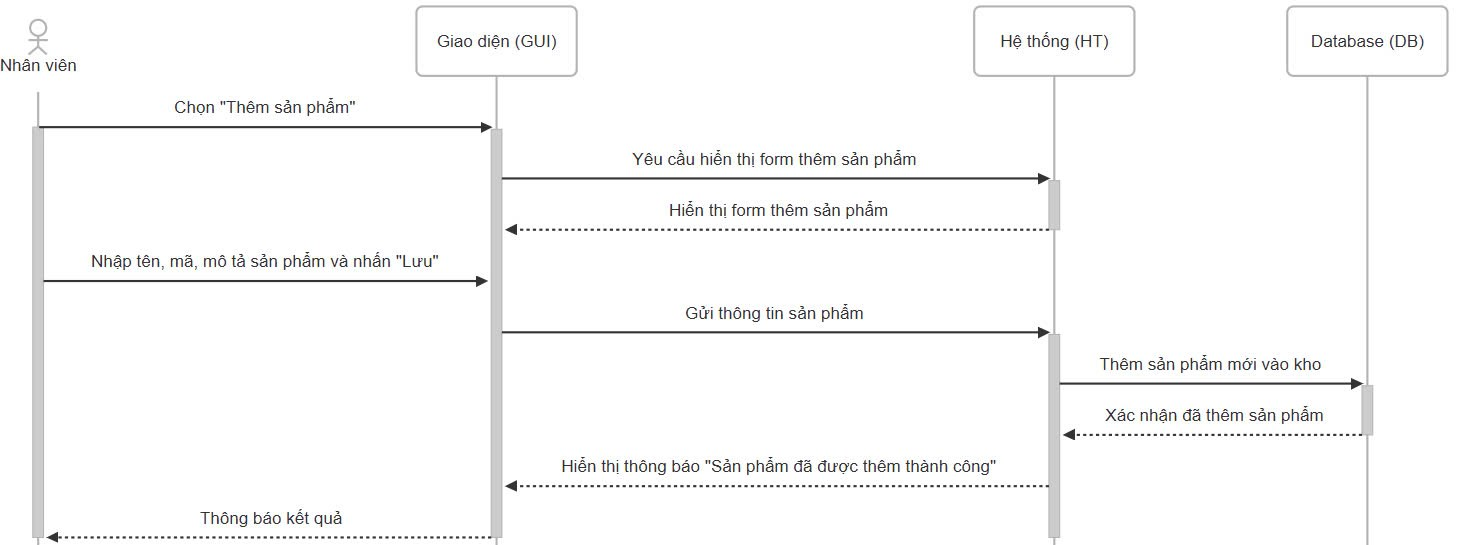 Nhân viên
Giao diện (GUI)
Hệ thống (HT)
Database (DB)
Chọn "Thêm sản phẩm"
Yêu cầu hiển thị form thêm sản phẩm
Hiển thị form thêm sản phẩm
Nhập tên, mã, mô tả sản phẩm và nhấn "Lưu"
Gửi thông tin sản phẩm
Thêm sản phẩm mới vào kho
Xác nhận đã thêm sản phẩm
Hiển thị thông báo "Sản phẩm đã được thêm thành công"
Thông báo kết quả